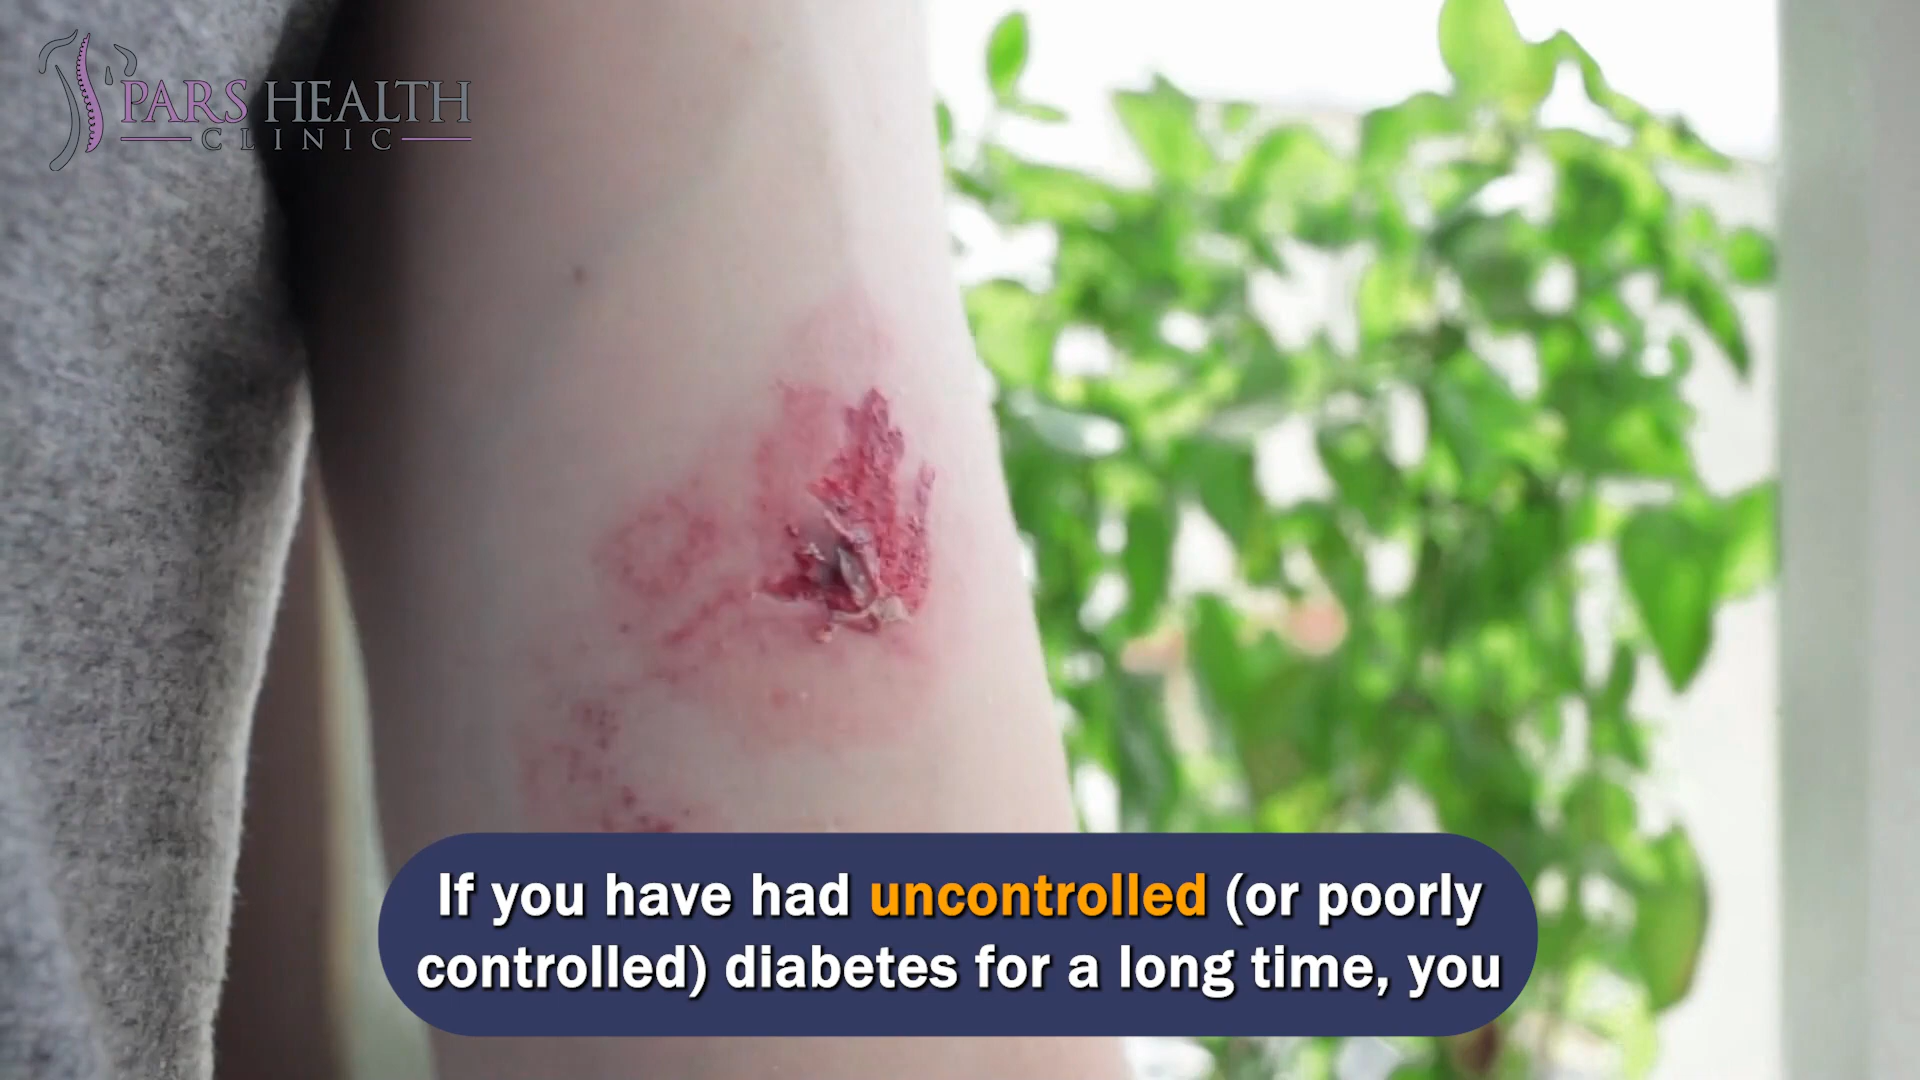 PARS HEALTH
CLINIC
If you have had uncontrolled (or poorly
controlled) diabetes for a long time, you